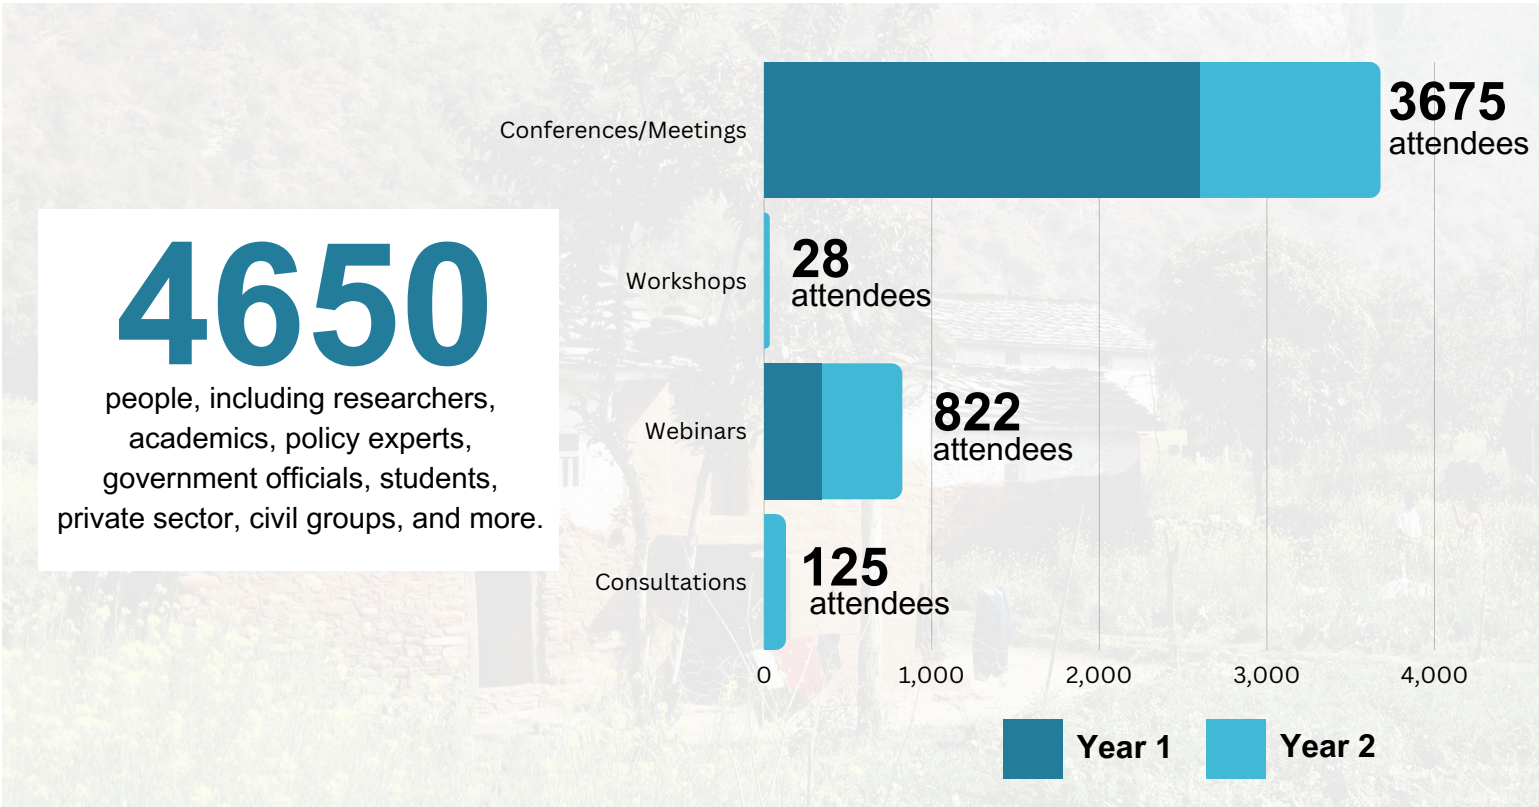 4650
people, including researchers,
academics, policy experts,
government officials, students,
private sector, civil groups, and more.
Conferences/Meetings
3675
attendees
Workshops
28
attendees
Webinars
822
attendees
Consultations
125
attendees
0
1,000
2,000
3,000
4,000
Year 1
Year 2